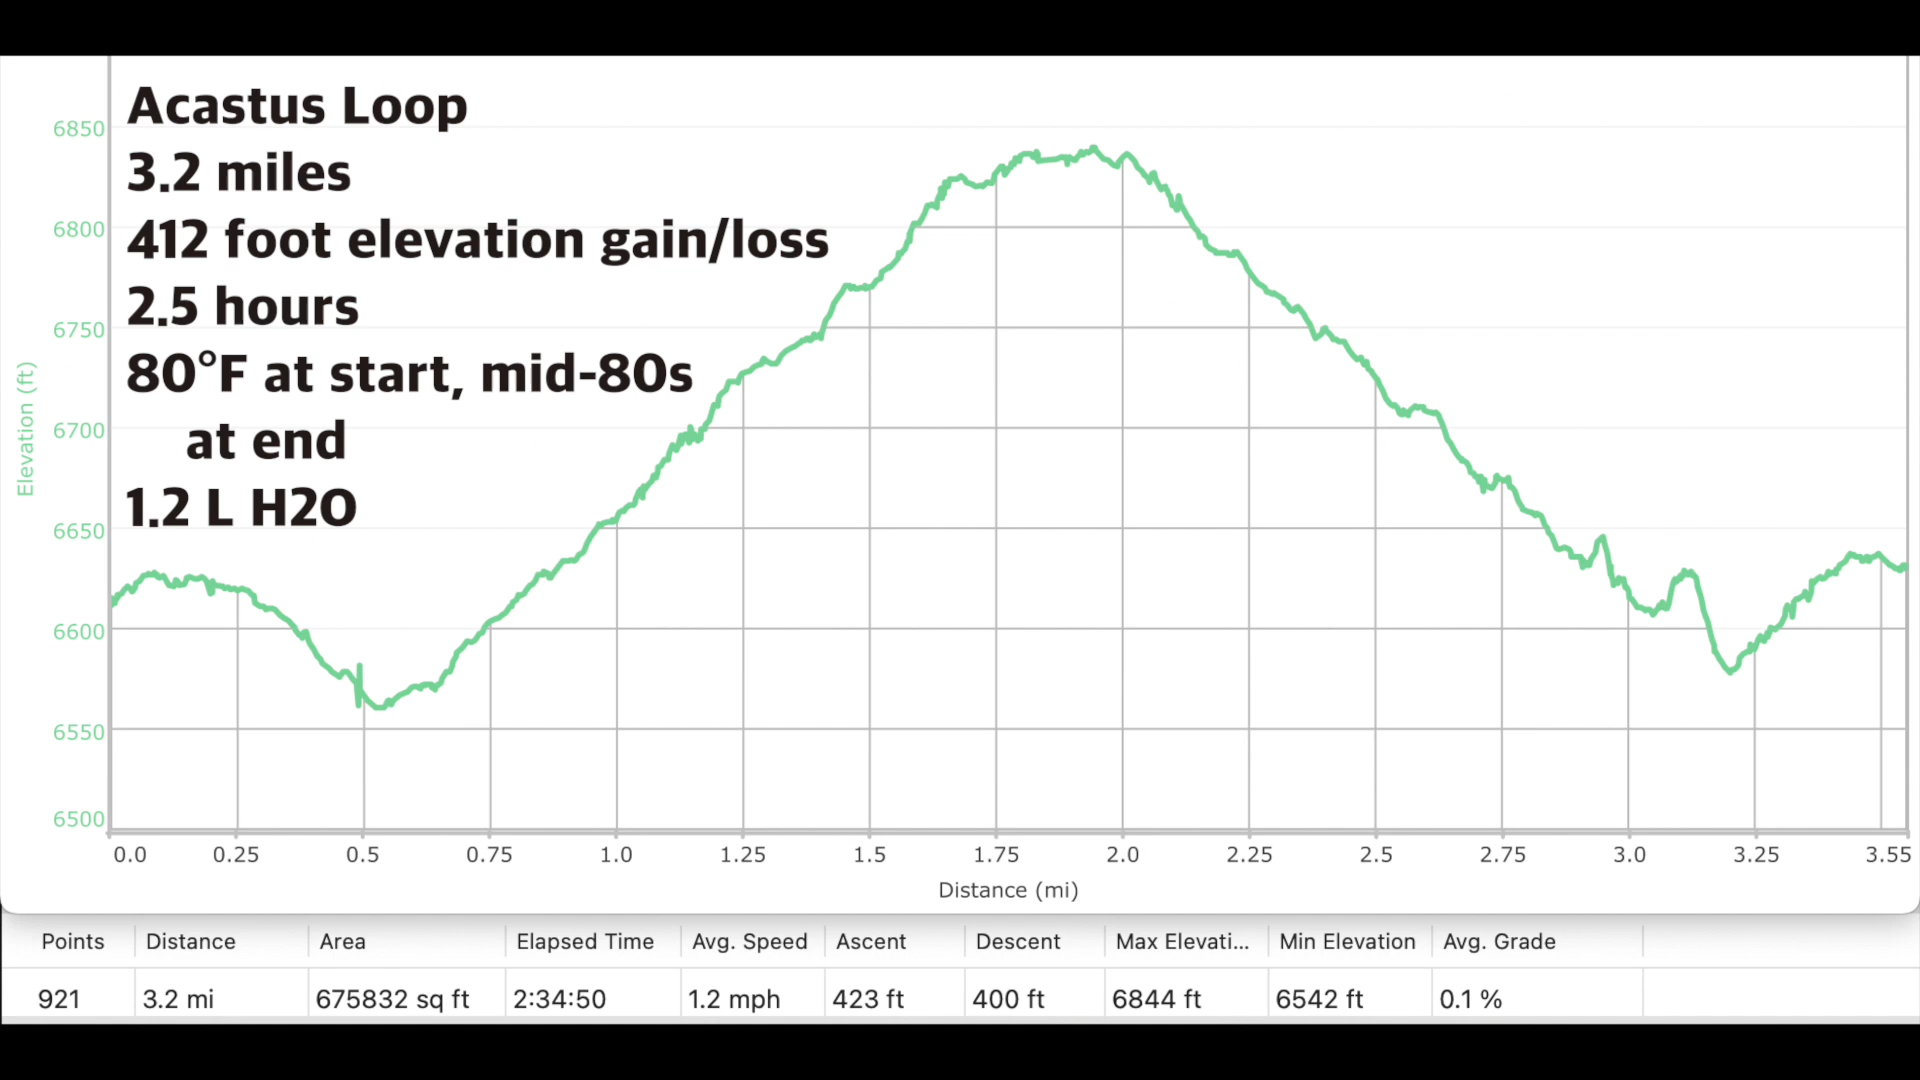 Acastus Loop
3.2 miles
412 foot elevation gain/loss
2.5 hours
80°F at start, mid-80s
at end
1.2 L H2O
6850
6800
6750
6700
6650
6600
6550
6500
Elevation (ft)
0.0 0.25 0.5 0.75 1.0 1.25 1.5 1.75 2.0 2.25 2.5 2.75 3.0 3.25 3.55
Distance (mi)
Points Distance Area Elapsed Time Avg. Speed Ascent Descent Max Elevati... Min Elevation Avg. Grade
921 3.2 mi 675832 sq ft 2:34:50 1.2 mph 423 ft 400 ft 6844 ft 6542 ft 0.1 %